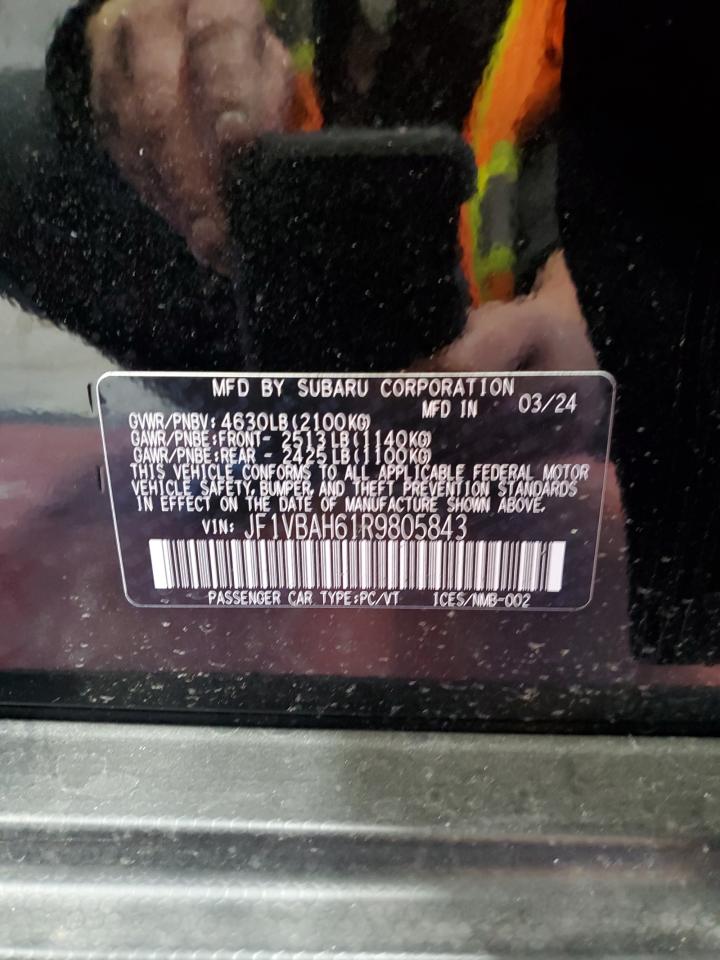 MFD BY SUBARU CORPORATION
MFD IN 03/24
GVWR/PNBV: 4630LB(2100KG)
GAWR/PNBE:FRONT- 2513LB(1140KG)
GAWR/PNBE:REAR - 2425LB(1100KG)
THIS VEHICLE CONFORMS TO ALL APPLICABLE FEDERAL MOTOR
VEHICLE SAFETY, BUMPER, AND THEFT PREVENTION STANDARDS
IN EFFECT ON THE DATE OF MANUFACTURE SHOWN ABOVE.
VIN: JF1VBAH61R9805843
PASSENGER CAR TYPE:PC/VT ICES/NMB-002